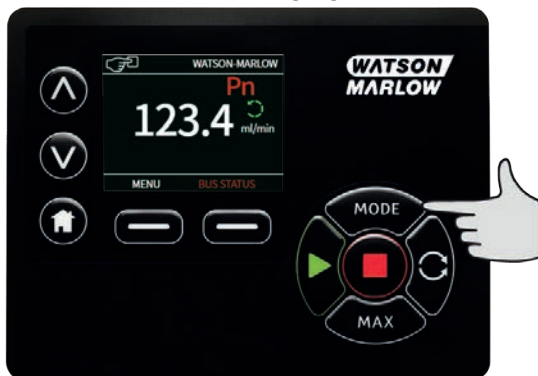 WATSON-MARLOW
Pn
123.4 ml/min
MENU BUS STATUS
WATSON
MARLOW
MODE
MAX